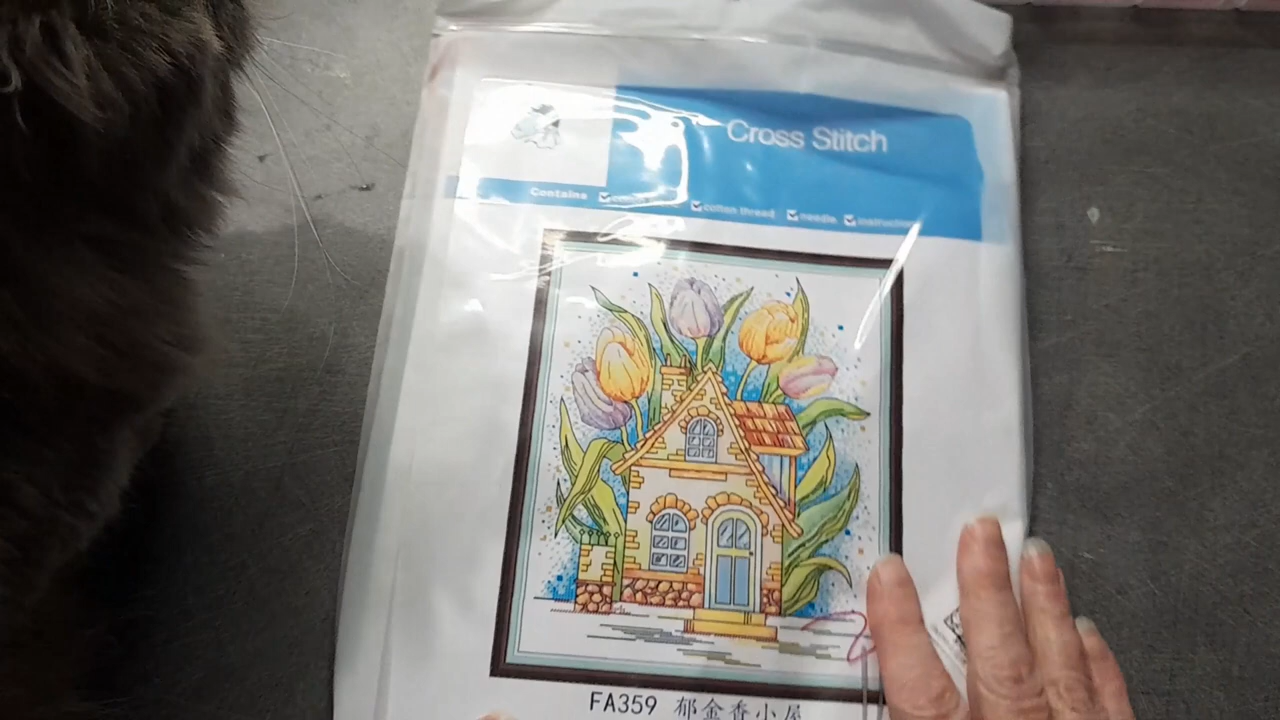 Cross Stitch
Contains cotton thread needle instruction
FA359 郁金香小屋